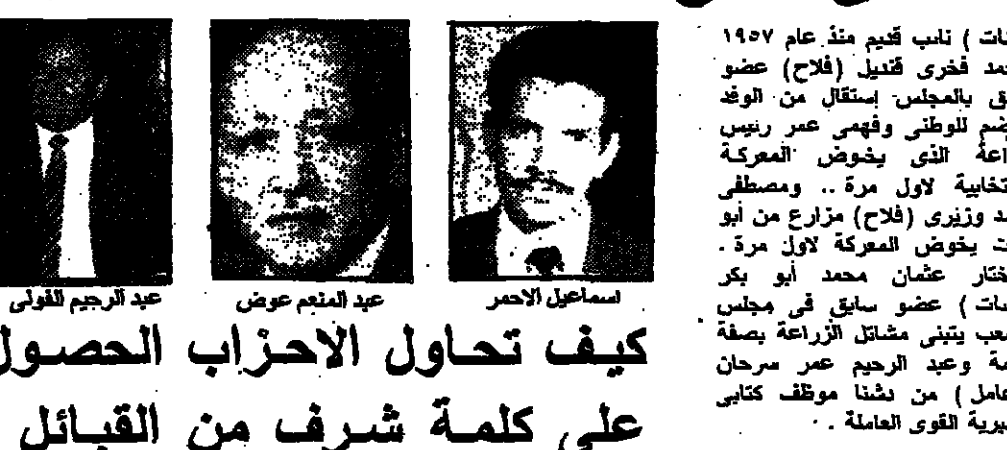 نات ) نائب قديم منذ عام ١٩٥٧
مد فخرى قنديل (فلاح) عضو
ق بالمجلس إستقال من الوفد
ضم للوطنى وفهمى عمر رئيس
اعة الذى يخوض المعركة
تخابية لاول مرة .. ومصطفى
د وزيرى (فلاح) مزارع من أبو
ت يخوض المعركة لاول مرة .
ختار عثمان محمد أبو بكر
ات ) عضو سابق فى مجلس
عب يتبنى مشاكل الزراعة بصفة
مة وعبد الرحيم عمر سرحان
عامل ) من دشنا موظف كتابى
يرية القوى العاملة .
اسماعيل الاحمر
عبد المنعم عوض
عبد الرحيم الغولى
كيف تحاول الاحزاب الحصول
على كلمة شرف من القبائل